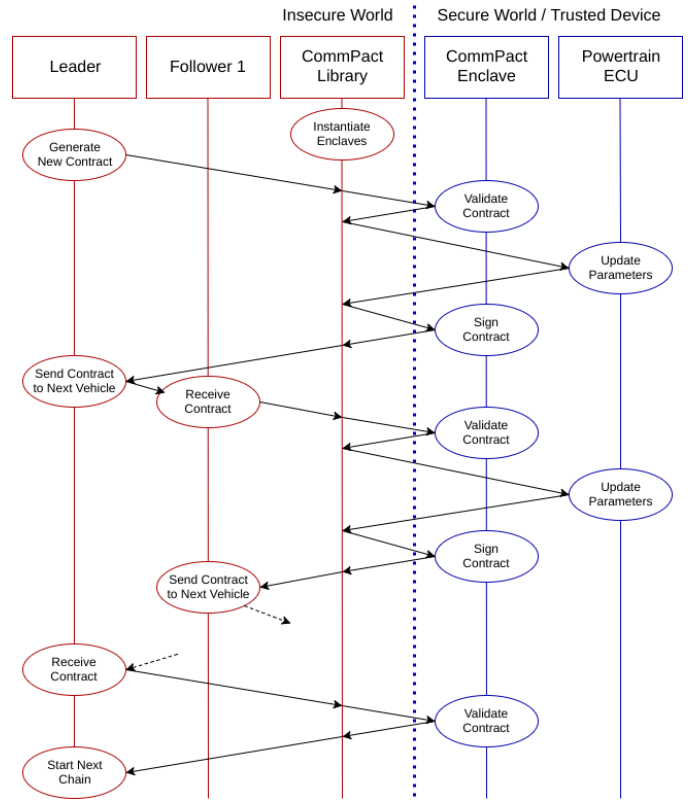 Insecure World
Secure World / Trusted Device
Leader
Follower 1
CommPact
Library
CommPact
Enclave
Powertrain
ECU
Instantiate
Enclaves
Generate
New Contract
Validate
Contract
Update
Parameters
Sign
Contract
Send Contract
to Next Vehicle
Receive
Contract
Validate
Contract
Update
Parameters
Sign
Contract
Send Contract
to Next Vehicle
Receive
Contract
Validate
Contract
Start Next
Chain